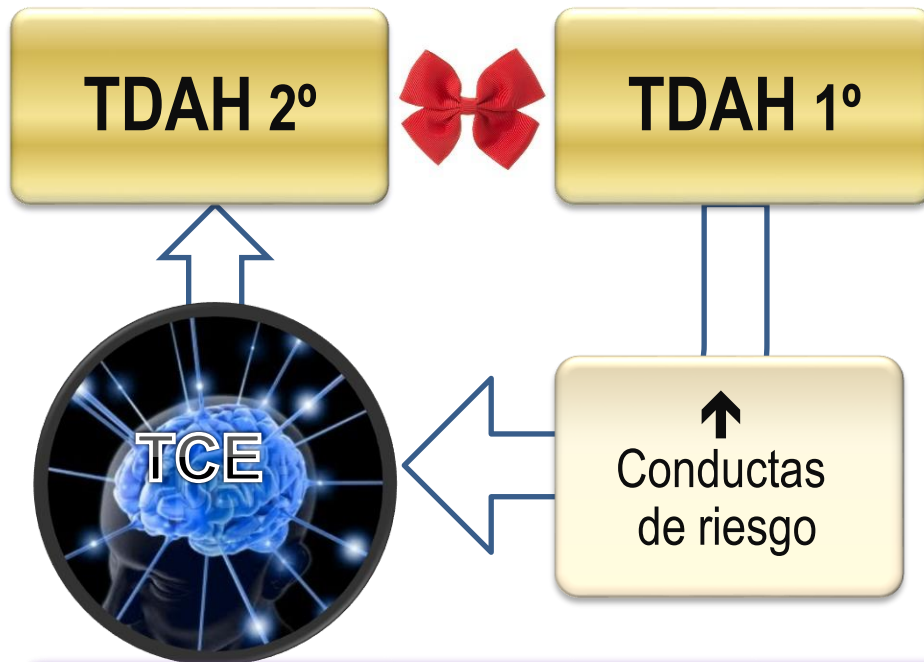 TDAH 2º
TDAH 1º
TCE
↑
Conductas
de riesgo